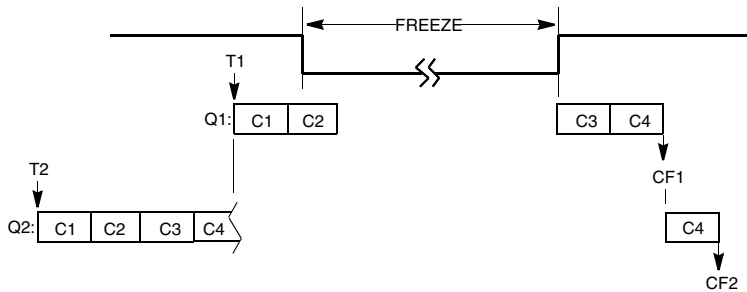 FREEZE
T1
Q1: C1 C2 C3 C4
T2
CF1
Q2: C1 C2 C3 C4 C4
CF2